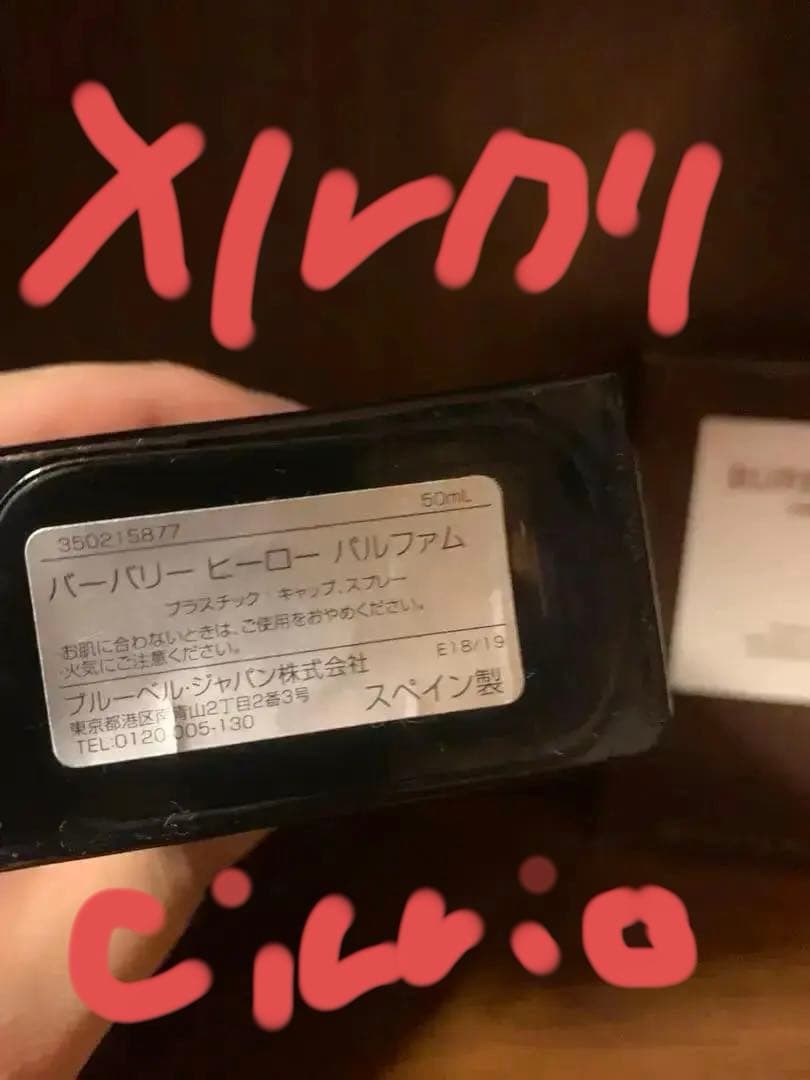 メルカリ
350215877 50mL
バーバリー ヒーロー パルファム
プラスチック:キャップ、スプレー
お肌に合わないときは、ご使用をおやめください。
火気にご注意ください。
E18/19
ブルーベル・ジャパン株式会社
東京都港区南青山2丁目2番3号 スペイン製
TEL:0120-005-130